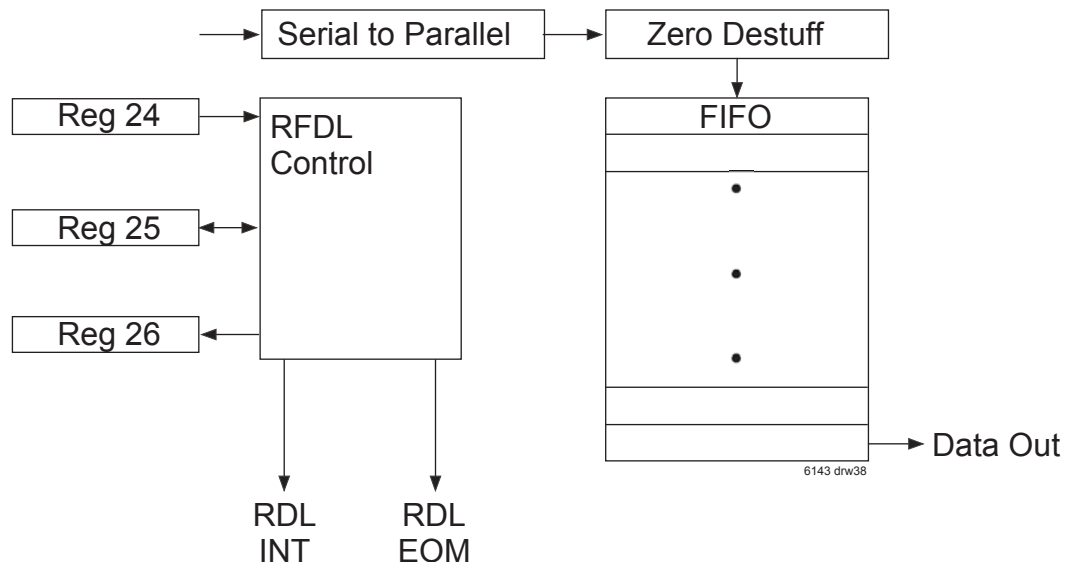 Serial to Parallel
Zero Destuff
Reg 24
RFDL
Control
FIFO
Reg 25
Reg 26
Data Out
6143 drw38
RDL
INT
RDL
EOM